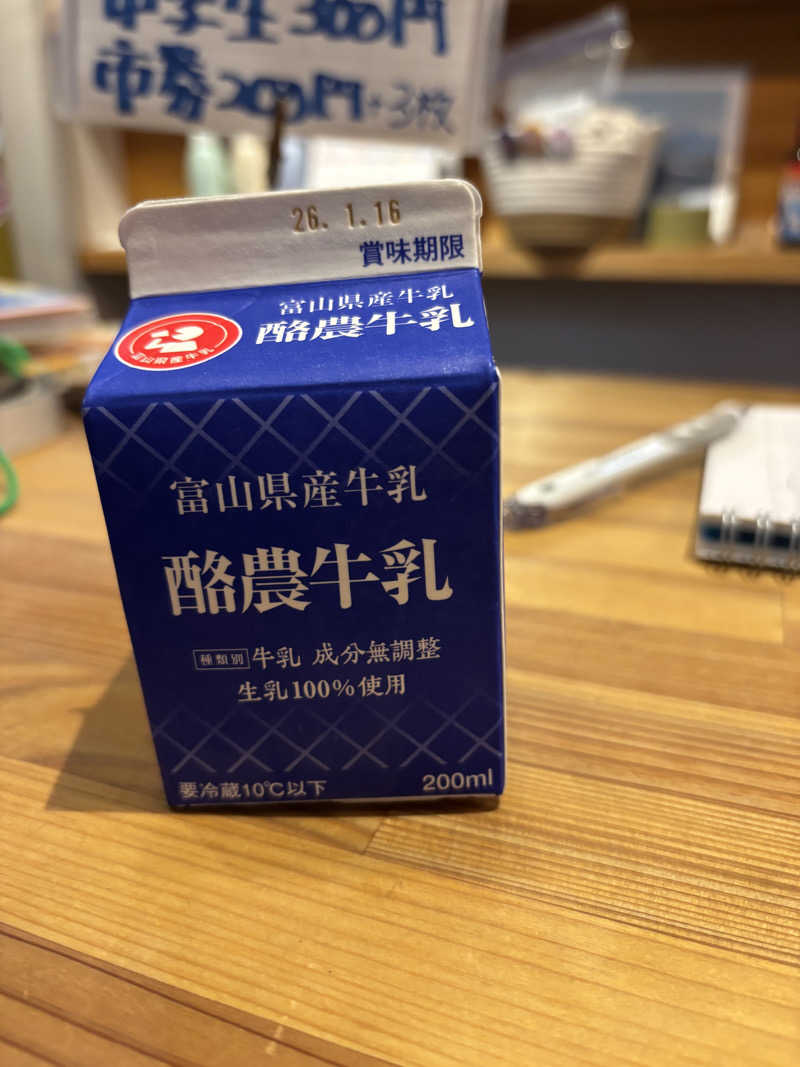 中学生300円
市券200円+3枚
26. 1.16
賞味期限
富山県産牛乳
酪農牛乳
富山県産牛乳
富山県産牛乳
酪農牛乳
種類別 牛乳 成分無調整
生乳100%使用
要冷蔵10℃以下 200ml